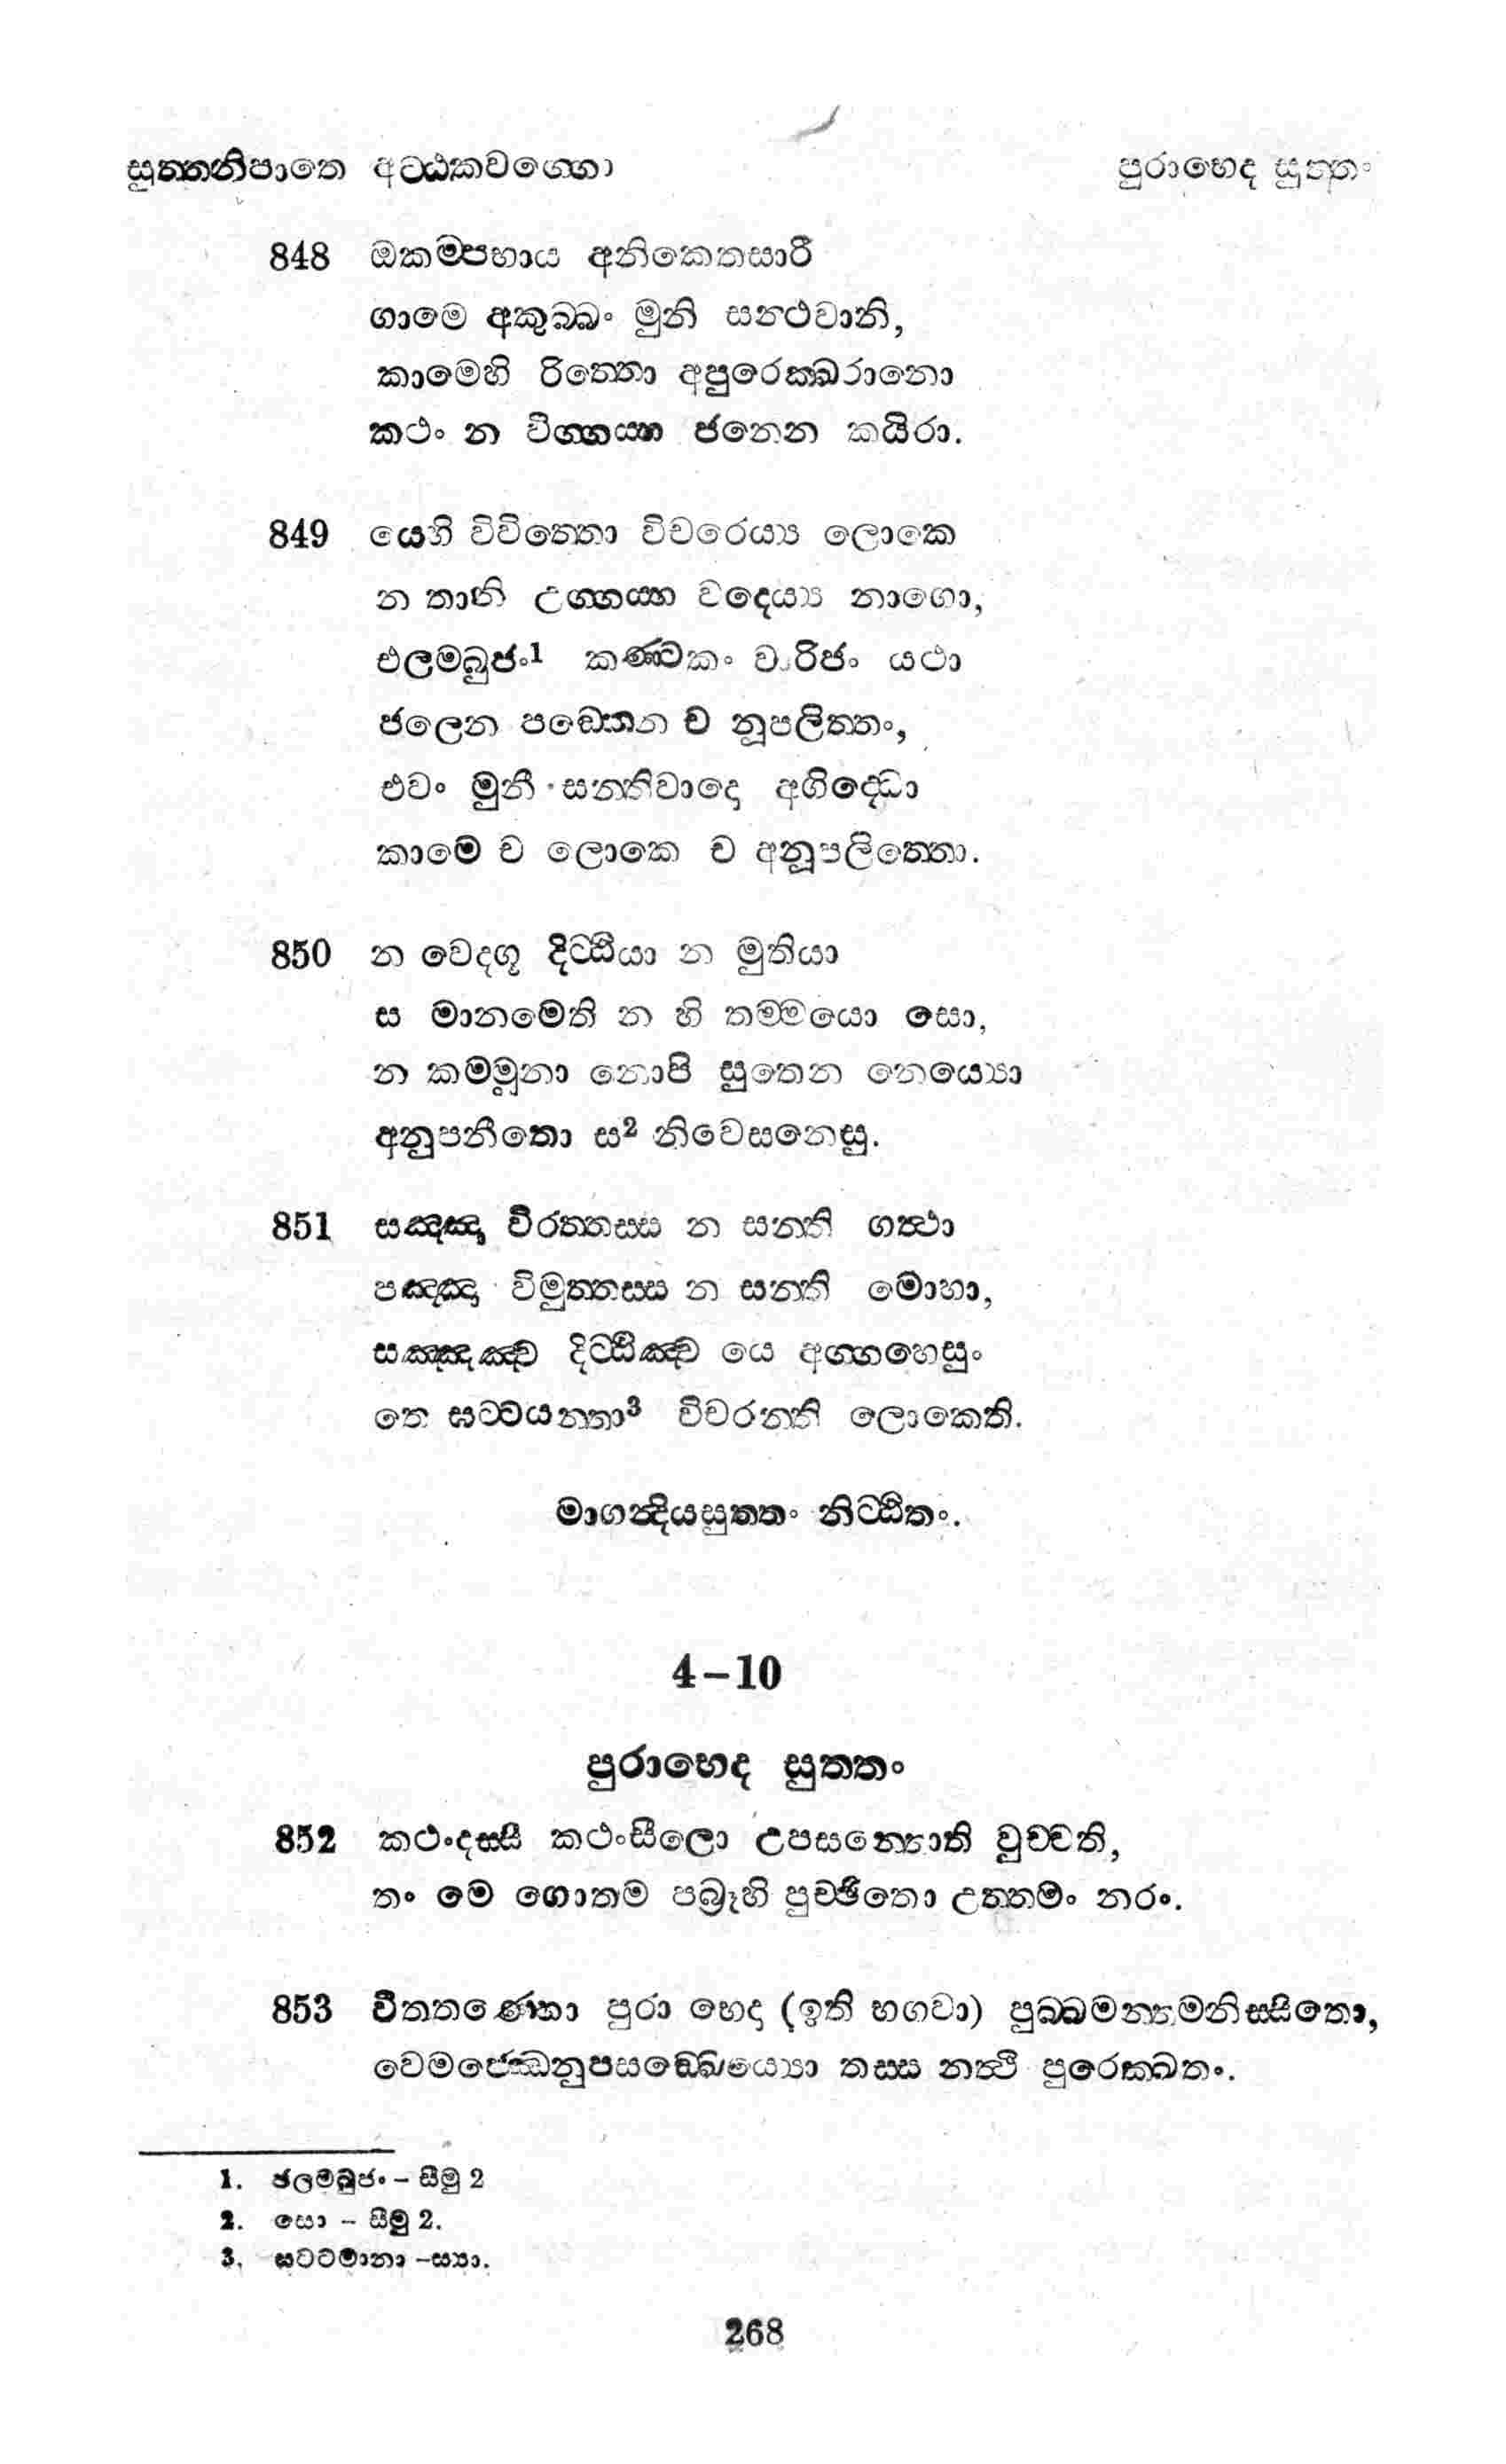 සුත්තනිපාතෙ අට්ඨකවග්ගො පුරාභෙද සුත්තං
848 ඔකම්පහාය අනිකෙතසාරී
ගාමෙ අකුබ්බං මුනි සන්ථවානි,
කාමෙහි රිත්තො අපුරෙක්ඛරානො
කථං න විග්ගය්හ ජනෙන කයිරා.
849 යෙහි විවිත්තො විචරෙය්‍ය ලොකෙ
න තානි උග්ගය්හ වදෙය්‍ය නාගො,
එලම්බුජං1 කණ්ටකං වාරිජං යථා
ජලෙන පඞ්කෙන ච නූපලිත්තං,
එවං මුනී සන්තිවාදො අගිද්ධො
කාමෙ ච ලොකෙ ච අනූපලිත්තො.
850 න වෙදගූ දිට්ඨියා න මුතියා
ස මානමෙති න හි තම්මයො සො,
න කම්මුනා නොපි සුතෙන නෙය්‍යො
අනුපනීතො ස2 නිවෙසනෙසු.
851 සඤ්ඤා විරත්තස්ස න සන්ති ගන්ථා
පඤ්ඤා විමුත්තස්ස න සන්ති මොහා,
සඤ්ඤඤ්ච දිට්ඨිඤ්ච යෙ අග්ගහෙසුං
තෙ ඝට්ටයන්තා3 විචරන්ති ලොකෙති.
මාගන්දියසුත්තං නිට්ඨිතං.
4–10
පුරාභෙද සුත්තං
852 කථංදස්සී කථංසීලො උපසන්තොති වුච්චති,
තං මෙ ගොතම පබ්‍රූහි පුච්ඡිතො උත්තමං නරං.
853 වීතතණ්හො පුරා භෙදා (ඉති භගවා) පුබ්බමන්තමනිස්සිතො,
වෙමජ්ඣෙනුපසඞ්ඛෙය්‍යො තස්ස නත්ථි පුරෙක්ඛතං.
1. ජලම්බුජං – සීමු 2
2. සො – සීමු 2.
3. ඝට්ටමානා –ස්‍යා.
268